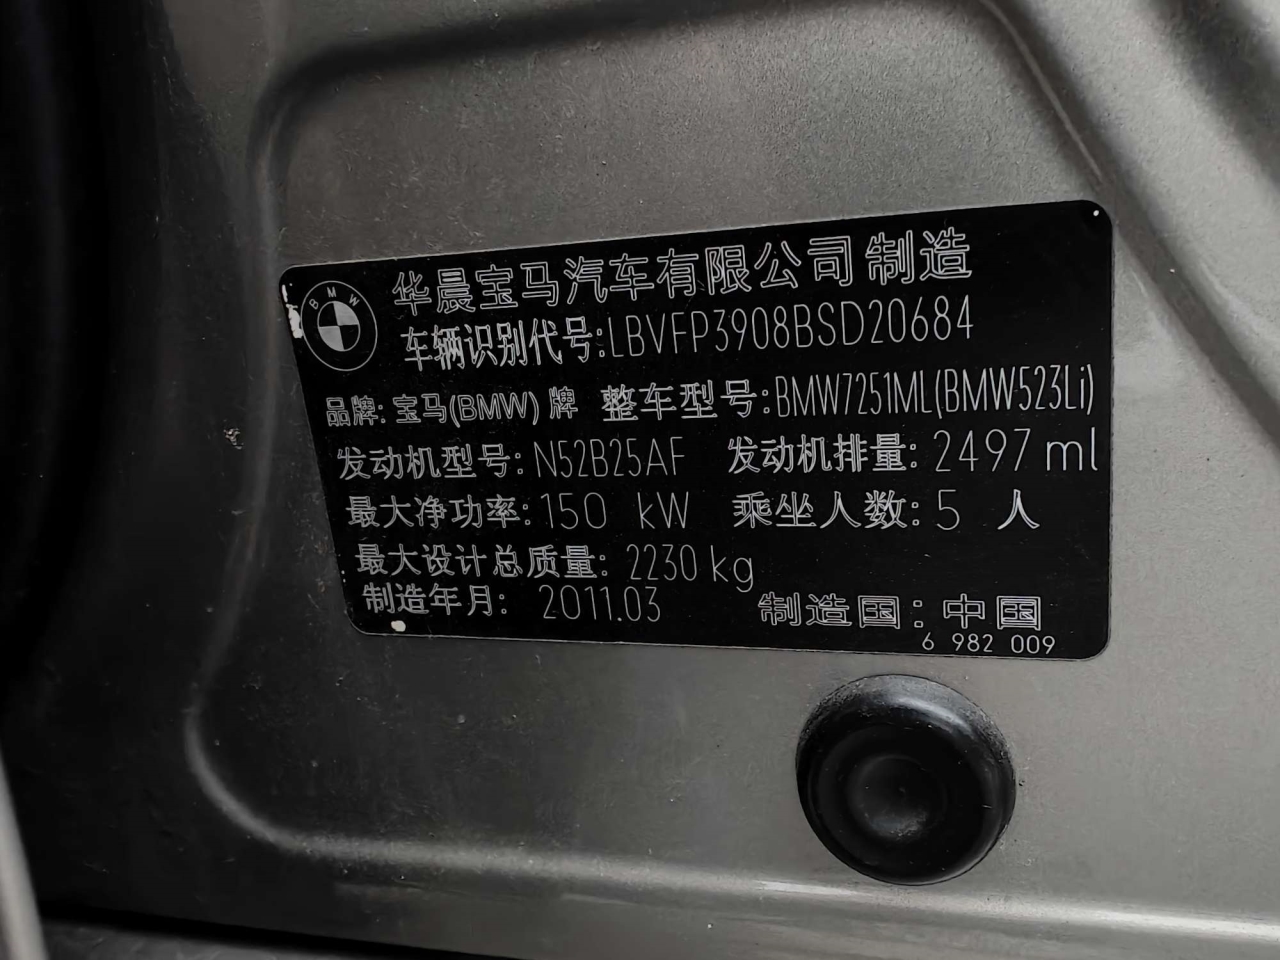 BMW
华晨宝马汽车有限公司 制造
车辆识别代号:LBVFP3908BSD20684
品牌: 宝马(BMW) 牌 整车型号:BMW7251ML(BMW523Li)
发动机型号: N52B25AF 发动机排量: 2497 ml
最大净功率: 150 kW 乘坐人数: 5 人
最大设计总质量: 2230 kg
制造年月: 2011.03 制造国: 中国
6 982 009